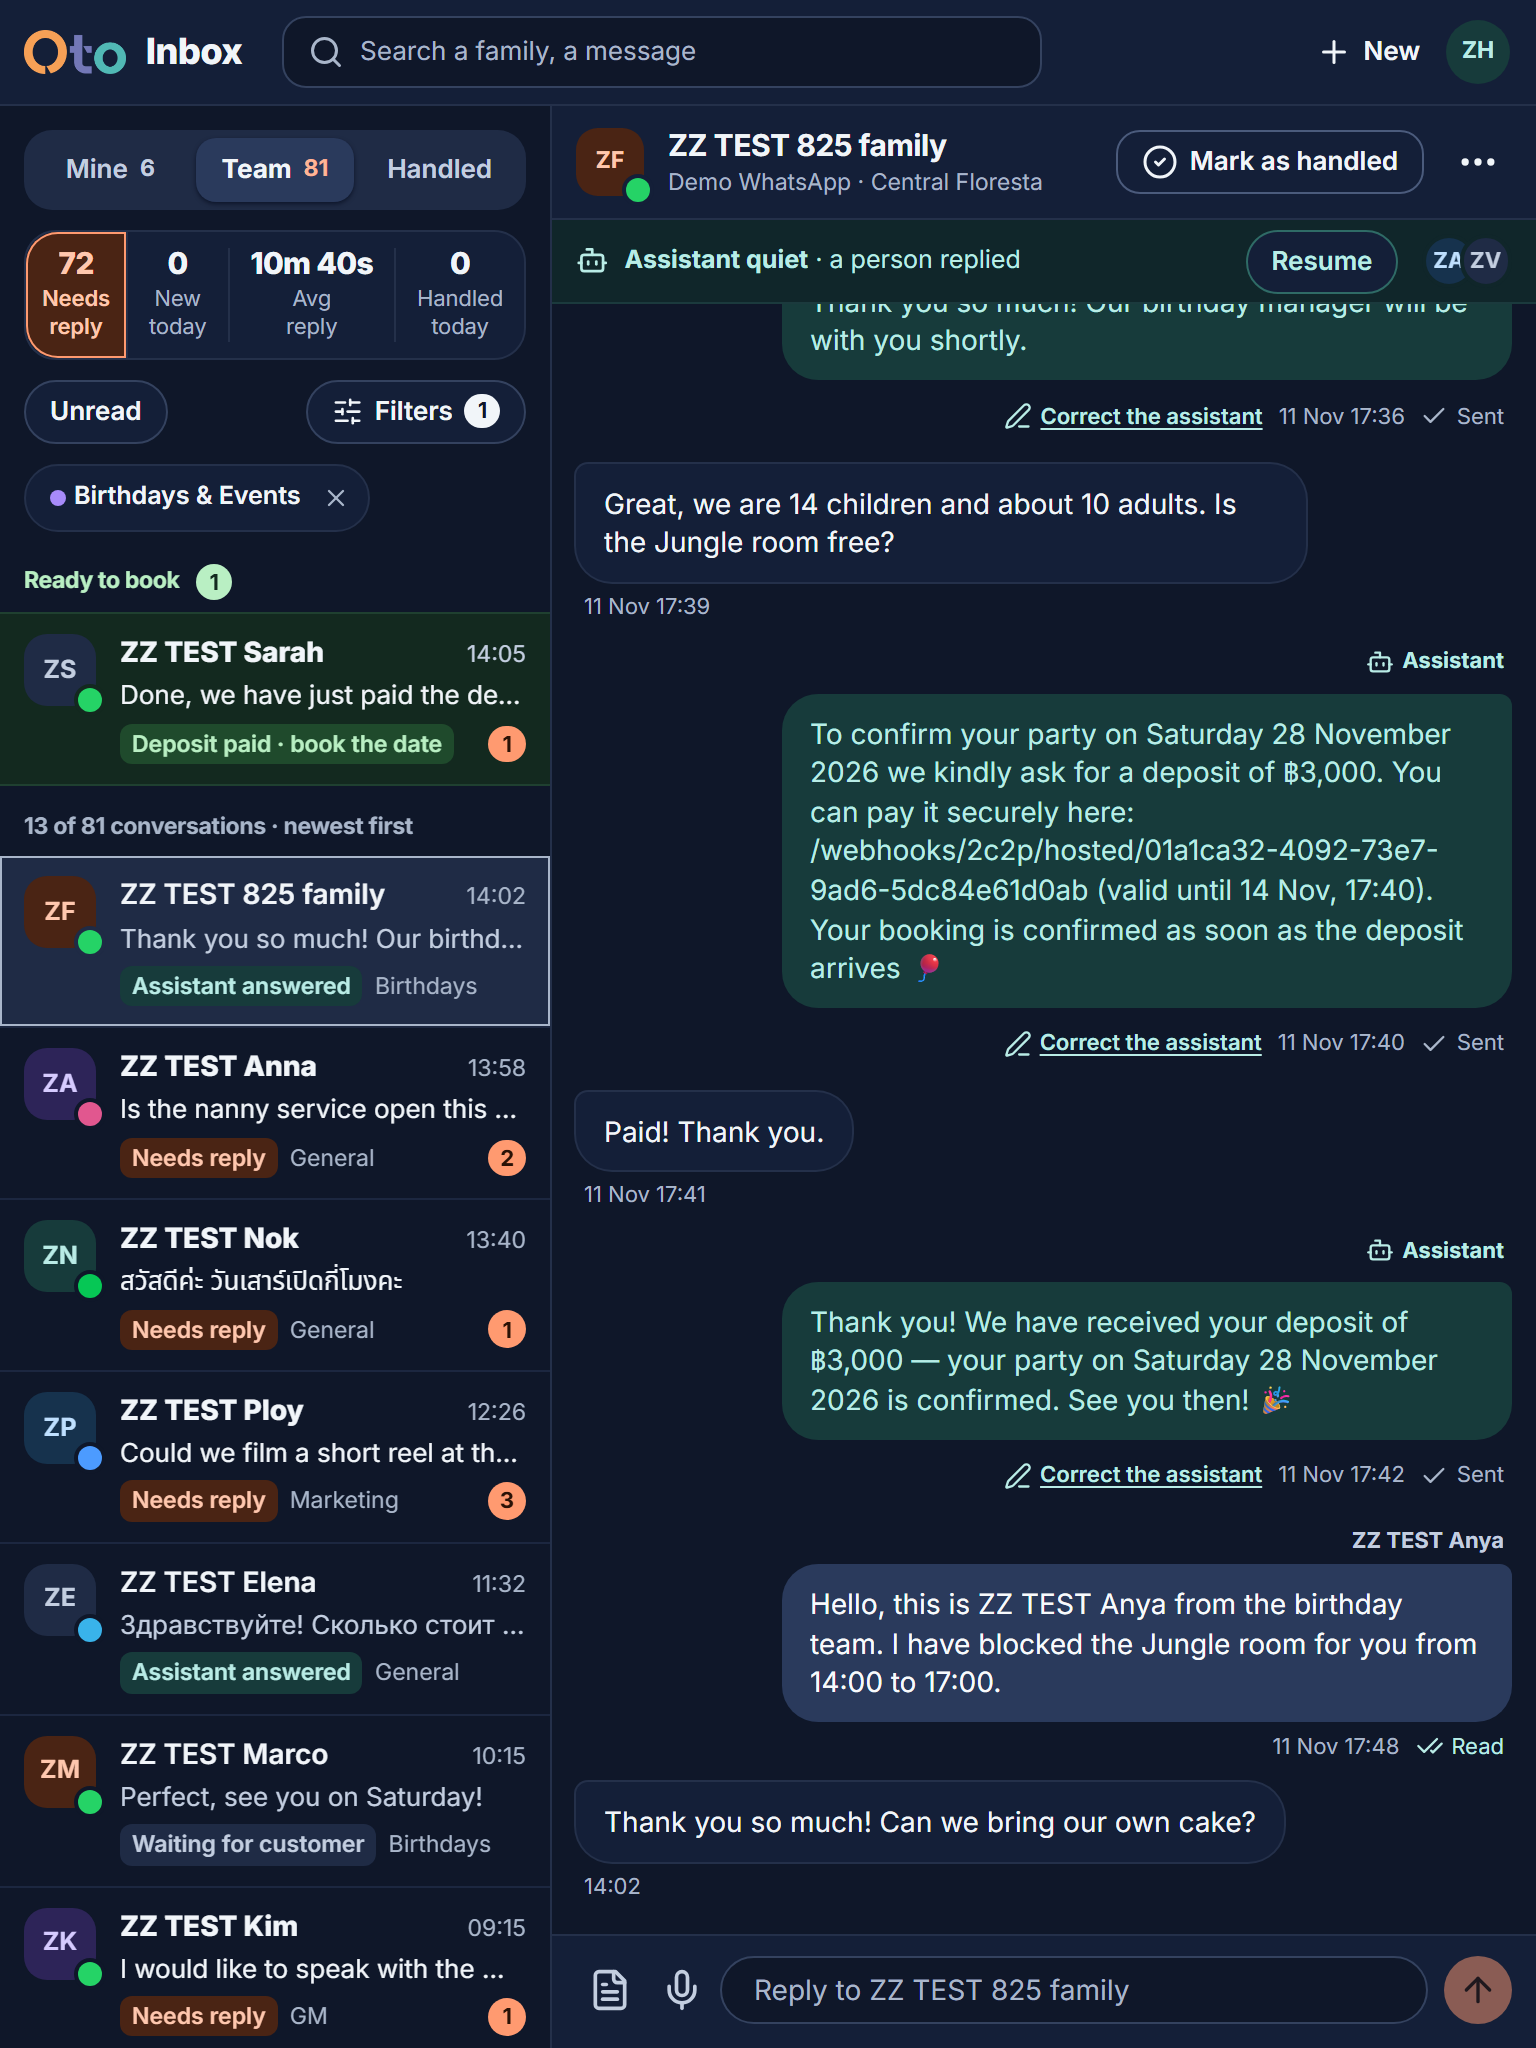 Oto Inbox
Search a family, a message
New
ZH
Mine 6
Team 81
Handled
72 Needs reply
0 New today
10m 40s Avg reply
0 Handled today
Unread
Filters 1
Birthdays & Events
Ready to book 1
ZS
ZZ TEST Sarah 14:05
Done, we have just paid the de...
Deposit paid · book the date 1
13 of 81 conversations · newest first
ZF
ZZ TEST 825 family 14:02
Thank you so much! Our birthd...
Assistant answered Birthdays
ZA
ZZ TEST Anna 13:58
Is the nanny service open this ...
Needs reply General 2
ZN
ZZ TEST Nok 13:40
สวัสดีค่ะ วันเสาร์เปิดกี่โมงคะ
Needs reply General 1
ZP
ZZ TEST Ploy 12:26
Could we film a short reel at th...
Needs reply Marketing 3
ZE
ZZ TEST Elena 11:32
Здравствуйте! Сколько стоит ...
Assistant answered General
ZM
ZZ TEST Marco 10:15
Perfect, see you on Saturday!
Waiting for customer Birthdays
ZK
ZZ TEST Kim 09:15
I would like to speak with the ...
Needs reply GM 1
ZF
ZZ TEST 825 family
Demo WhatsApp · Central Floresta
Mark as handled
Assistant quiet · a person replied
Resume
ZA ZV
Thank you so much! Our birthday manager will be
with you shortly.
Correct the assistant 11 Nov 17:36 Sent
Great, we are 14 children and about 10 adults. Is
the Jungle room free?
11 Nov 17:39
Assistant
To confirm your party on Saturday 28 November
2026 we kindly ask for a deposit of ฿3,000. You
can pay it securely here:
/webhooks/2c2p/hosted/01a1ca32-4092-73e7-
9ad6-5dc84e61d0ab (valid until 14 Nov, 17:40).
Your booking is confirmed as soon as the deposit
arrives 🎈
Correct the assistant 11 Nov 17:40 Sent
Paid! Thank you.
11 Nov 17:41
Assistant
Thank you! We have received your deposit of
฿3,000 — your party on Saturday 28 November
2026 is confirmed. See you then! 🎉
Correct the assistant 11 Nov 17:42 Sent
ZZ TEST Anya
Hello, this is ZZ TEST Anya from the birthday
team. I have blocked the Jungle room for you from
14:00 to 17:00.
11 Nov 17:48 Read
Thank you so much! Can we bring our own cake?
14:02
Reply to ZZ TEST 825 family